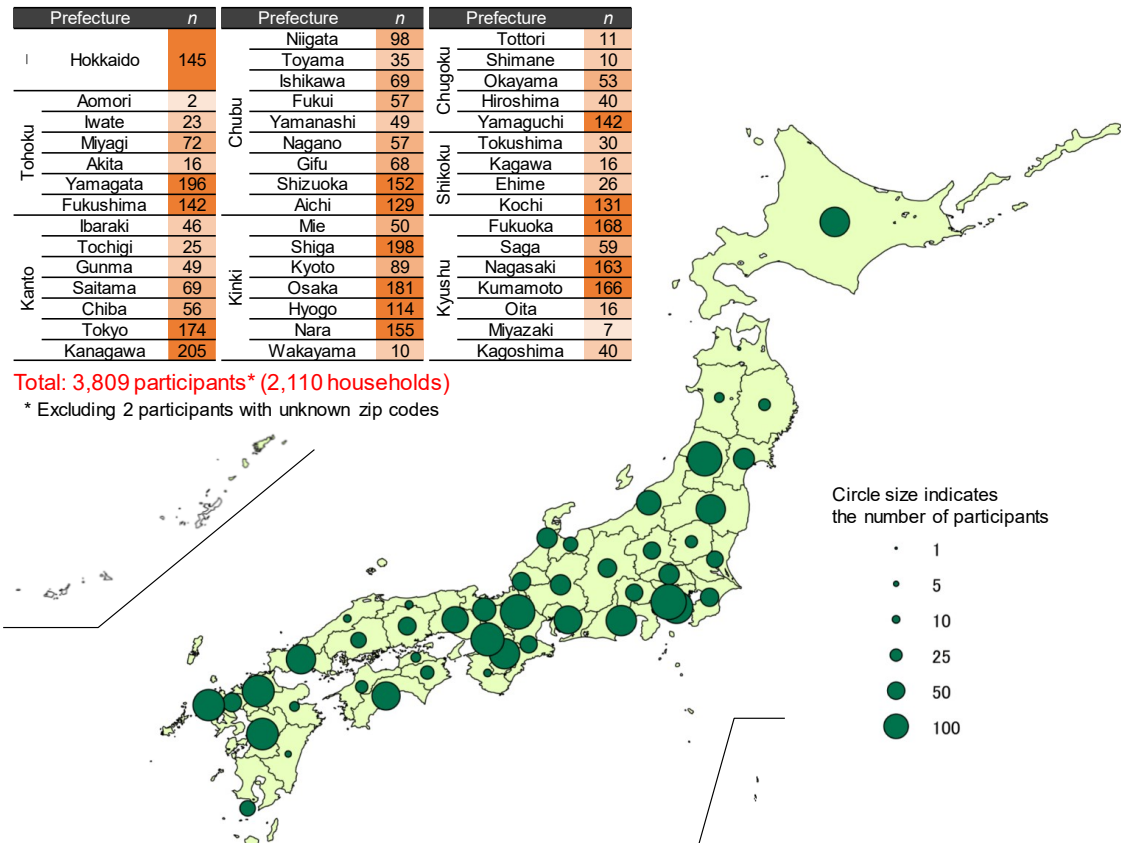 Prefecture n Prefecture n Prefecture n
Hokkaido 145
Tohoku
Aomori 2
Iwate 23
Miyagi 72
Akita 16
Yamagata 196
Fukushima 142
Kanto
Ibaraki 46
Tochigi 25
Gunma 49
Saitama 69
Chiba 56
Tokyo 174
Kanagawa 205
Chubu
Niigata 98
Toyama 35
Ishikawa 69
Fukui 57
Yamanashi 49
Nagano 57
Gifu 68
Shizuoka 152
Aichi 129
Kinki
Mie 50
Shiga 198
Kyoto 89
Osaka 181
Hyogo 114
Nara 155
Wakayama 10
Chugoku
Tottori 11
Shimane 10
Okayama 53
Hiroshima 40
Yamaguchi 142
Shikoku
Tokushima 30
Kagawa 16
Ehime 26
Kochi 131
Kyushu
Fukuoka 168
Saga 59
Nagasaki 163
Kumamoto 166
Oita 16
Miyazaki 7
Kagoshima 40
Total: 3,809 participants* (2,110 households)
* Excluding 2 participants with unknown zip codes
Circle size indicates
the number of participants
1
5
10
25
50
100